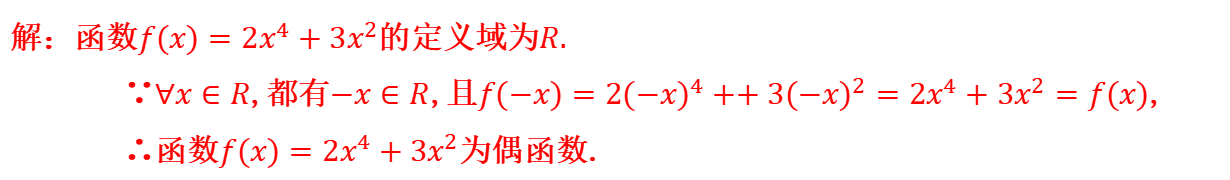 解：函数f(x) = 2x⁴ + 3x²的定义域为R.
∵∀x ∈ R, 都有−x ∈ R, 且f(−x) = 2(−x)⁴ ++ 3(−x)² = 2x⁴ + 3x² = f(x),
∴函数f(x) = 2x⁴ + 3x²为偶函数.